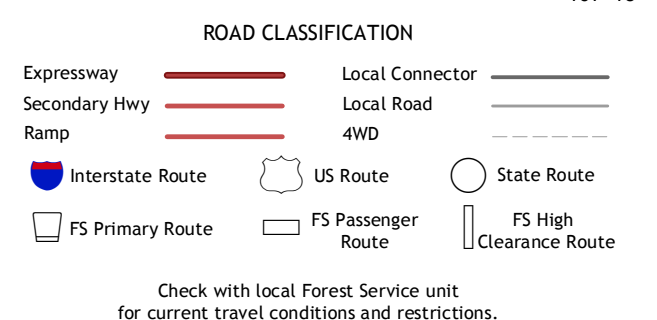 ROAD CLASSIFICATION
Expressway
Local Connector
Secondary Hwy
Local Road
Ramp
4WD
Interstate Route
US Route
State Route
FS Primary Route
FS Passenger
Route
FS High
Clearance Route
Check with local Forest Service unit
for current travel conditions and restrictions.